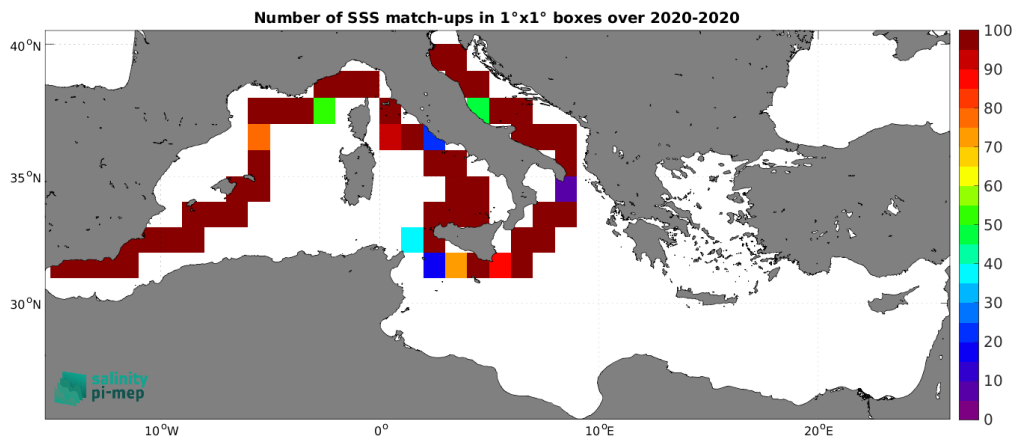 Number of SSS match-ups in 1°x1° boxes over 2020-2020
40°N
35°N
30°N
10°W
0°
10°E
20°E
100
90
80
70
60
50
40
30
20
10
0
salinity
pi-mep